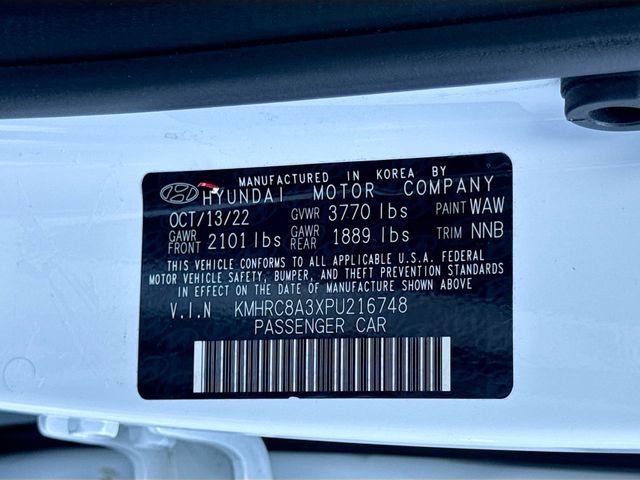 MANUFACTURED IN KOREA BY
HYUNDAI MOTOR COMPANY
OCT/13/22 GVWR 3770 lbs PAINT WAW
GAWR FRONT 2101 lbs GAWR REAR 1889 lbs TRIM NNB
THIS VEHICLE CONFORMS TO ALL APPLICABLE U.S.A. FEDERAL
MOTOR VEHICLE SAFETY, BUMPER, AND THEFT PREVENTION STANDARDS
IN EFFECT ON THE DATE OF MANUFACTURE SHOWN ABOVE
V.I.N KMHRC8A3XPU216748
PASSENGER CAR